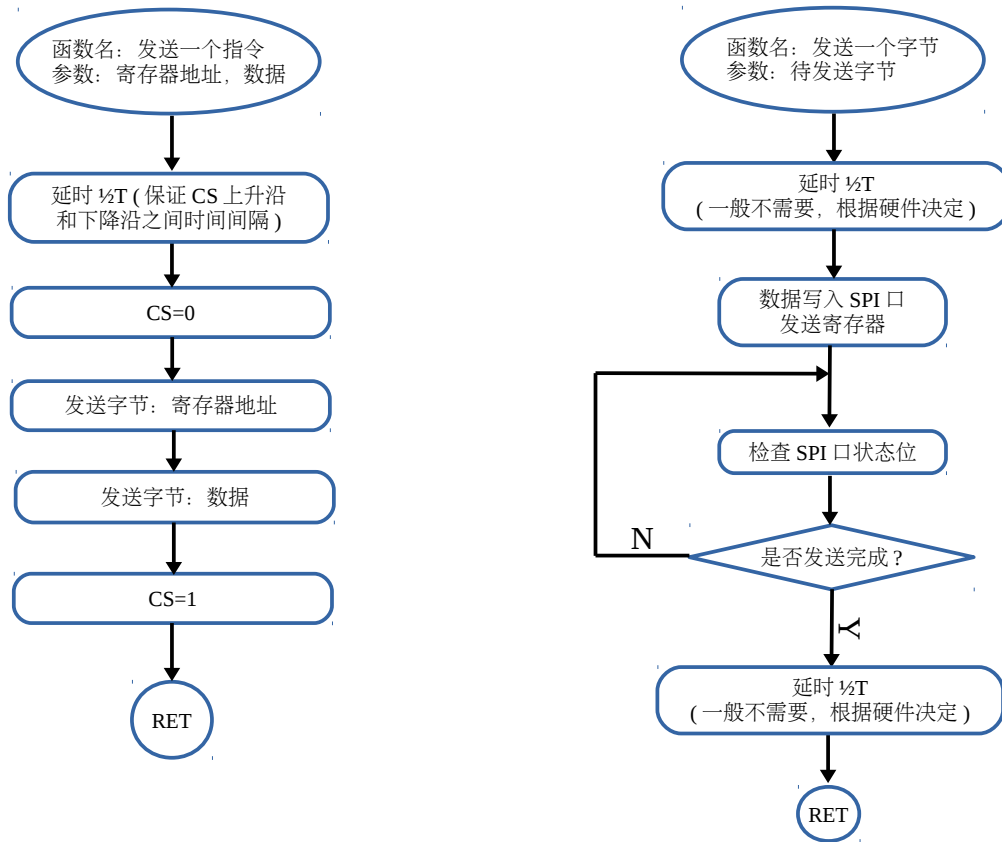 函数名：发送一个指令
参数：寄存器地址，数据
延时 ½T ( 保证 CS 上升沿
和下降沿之间时间间隔 )
CS=0
发送字节：寄存器地址
发送字节：数据
CS=1
RET
函数名：发送一个字节
参数：待发送字节
延时 ½T
( 一般不需要，根据硬件决定 )
数据写入 SPI 口
发送寄存器
检查 SPI 口状态位
是否发送完成 ?
N
Y
延时 ½T
( 一般不需要，根据硬件决定 )
RET